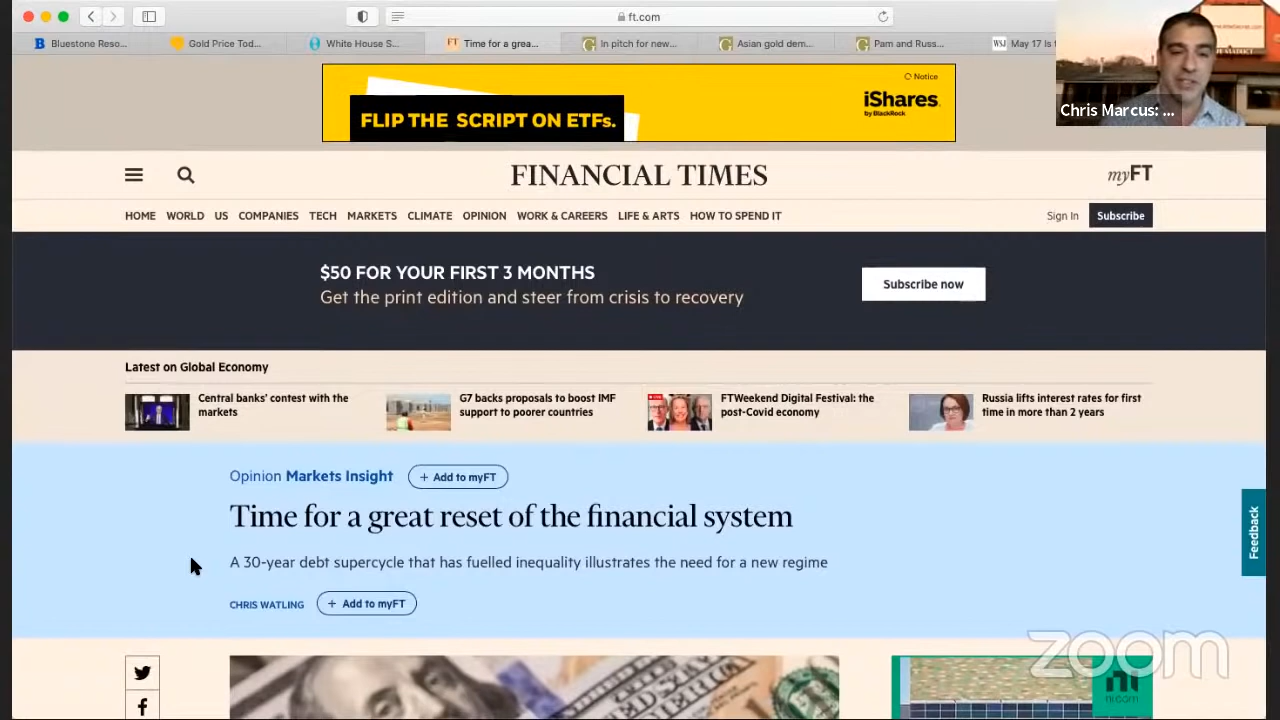 ft.com
Bluestone Reso...
Gold Price Tod...
White House S...
FT Time for a grea...
G In pitch for new...
G Asian gold dem...
G Pam and Russ...
WSJ May 17 Is t
Chris Marcus: ...
FLIP THE SCRIPT ON ETFs.
Notice
iShares.
by BlackRock
FINANCIAL TIMES
myFT
HOME WORLD US COMPANIES TECH MARKETS CLIMATE OPINION WORK & CAREERS LIFE & ARTS HOW TO SPEND IT
Sign In Subscribe
$50 FOR YOUR FIRST 3 MONTHS
Get the print edition and steer from crisis to recovery
Subscribe now
Latest on Global Economy
Central banks' contest with the
markets
G7 backs proposals to boost IMF
support to poorer countries
FTWeekend Digital Festival: the
post-Covid economy
Russia lifts interest rates for first
time in more than 2 years
Opinion Markets Insight
+ Add to myFT
Time for a great reset of the financial system
A 30-year debt supercycle that has fuelled inequality illustrates the need for a new regime
CHRIS WATLING
+ Add to myFT
Feedback
zoom
ni.com